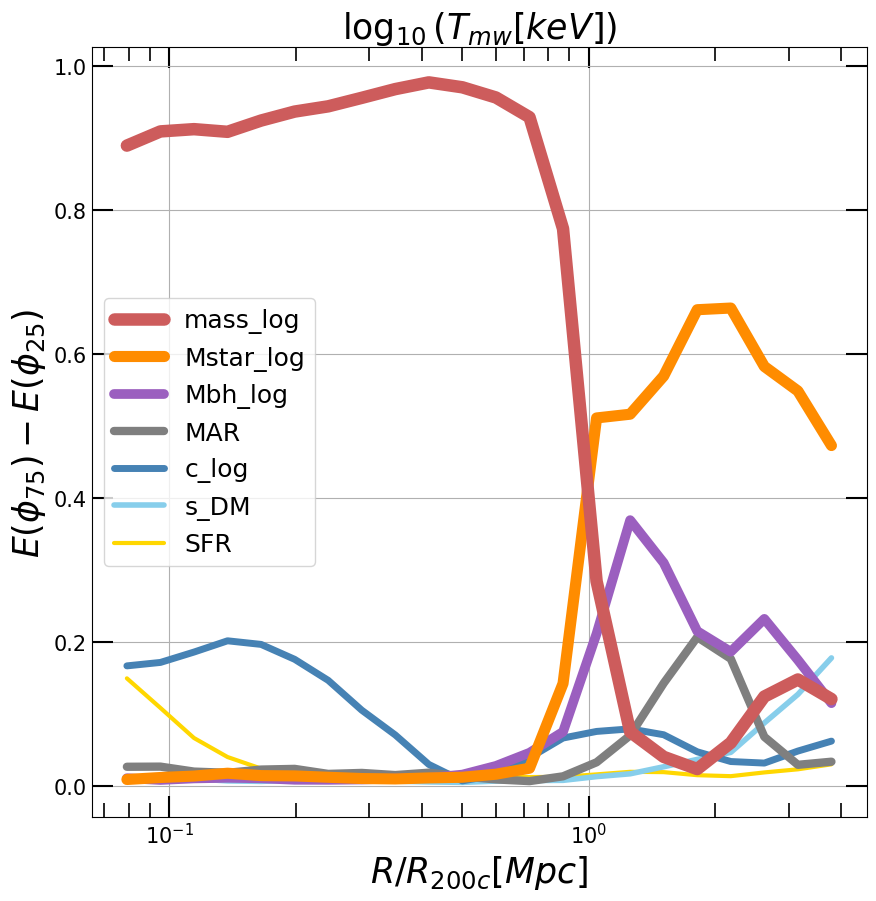 log₁₀(T_mw[keV])
E(ϕ₇₅) − E(ϕ₂₅)
1.0
0.8
0.6
0.4
0.2
0.0
mass_log
Mstar_log
Mbh_log
MAR
c_log
s_DM
SFR
10⁻¹
10⁰
R/R₂₀₀c[Mpc]